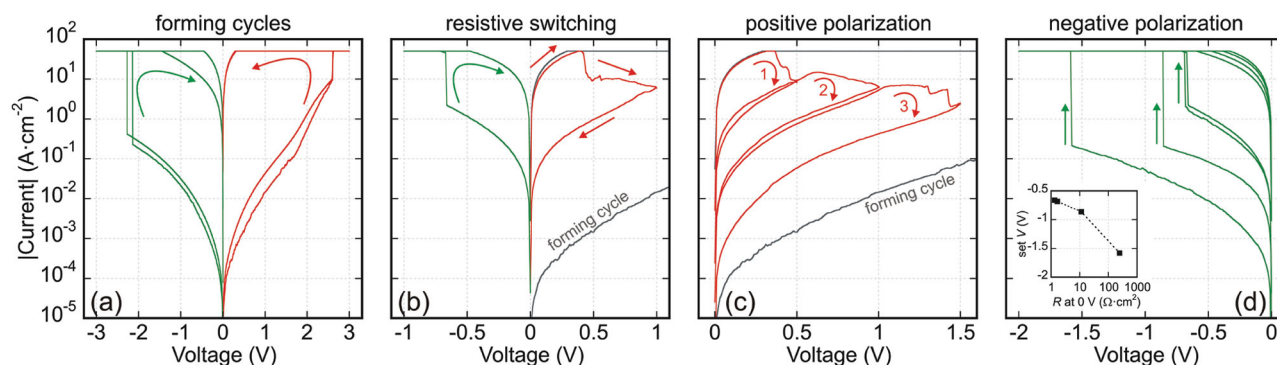 forming cycles
resistive switching
positive polarization
negative polarization
|Current| (A·cm⁻²)
10²
10¹
10⁰
10⁻¹
10⁻²
10⁻³
10⁻⁴
10⁻⁵
(a)
-3 -2 -1 0 1 2 3
Voltage (V)
forming cycle
(b)
-1 -0.5 0 0.5 1
Voltage (V)
1
2
3
forming cycle
(c)
0 0.5 1 1.5
Voltage (V)
set V (V)
-0.5
-1
-1.5
-2
1 10 100 1000
R at 0 V (Ω·cm²)
(d)
-2 -1.5 -1 -0.5 0
Voltage (V)